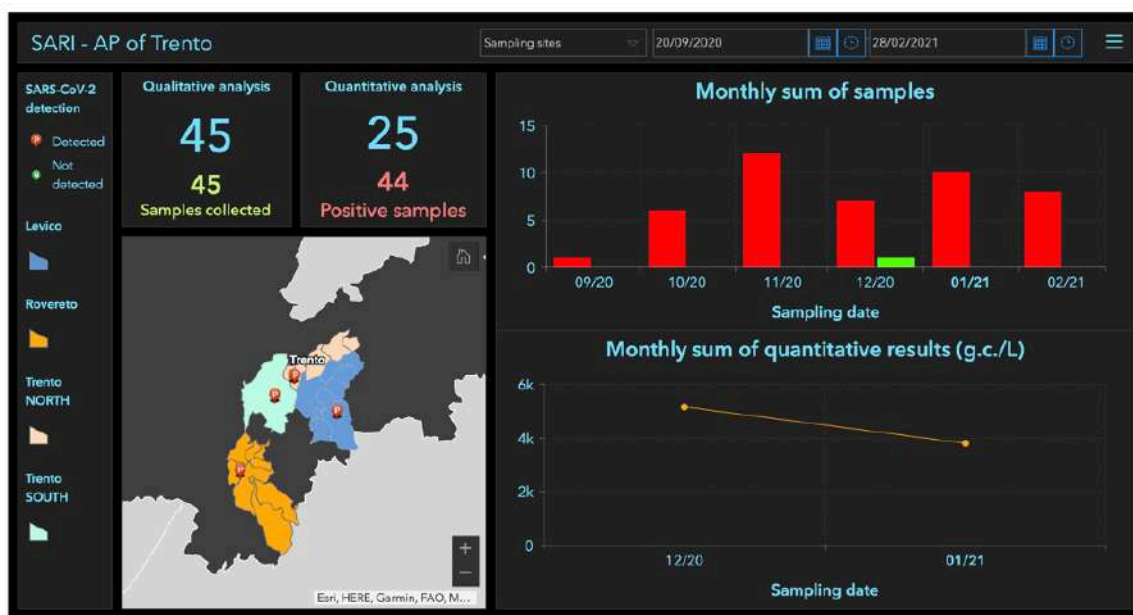 SARI - AP of Trento
Sampling sites
20/09/2020
28/02/2021
SARS-CoV-2
detection
P Detected
Not
detected
Levico
Rovereto
Trento
NORTH
Trento
SOUTH
Qualitative analysis
45
45
Samples collected
Quantitative analysis
25
44
Positive samples
Trento
P
P
P
P
+
−
Esri, HERE, Garmin, FAO, M...
Monthly sum of samples
15
10
5
0
09/20 10/20 11/20 12/20 01/21 02/21
Sampling date
Monthly sum of quantitative results (g.c./L)
6k
4k
2k
0
12/20 01/21
Sampling date